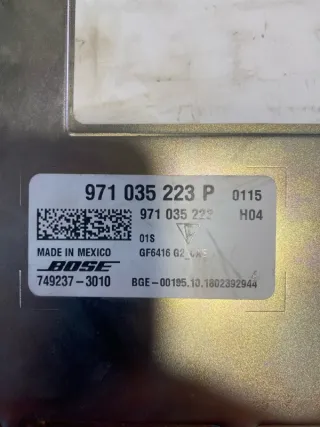 971 035 223 P 0115
971 035 223 H04
01S
MADE IN MEXICO GF6416 G2
BOSE
749237-3010 BGE-00195.10.1802392944